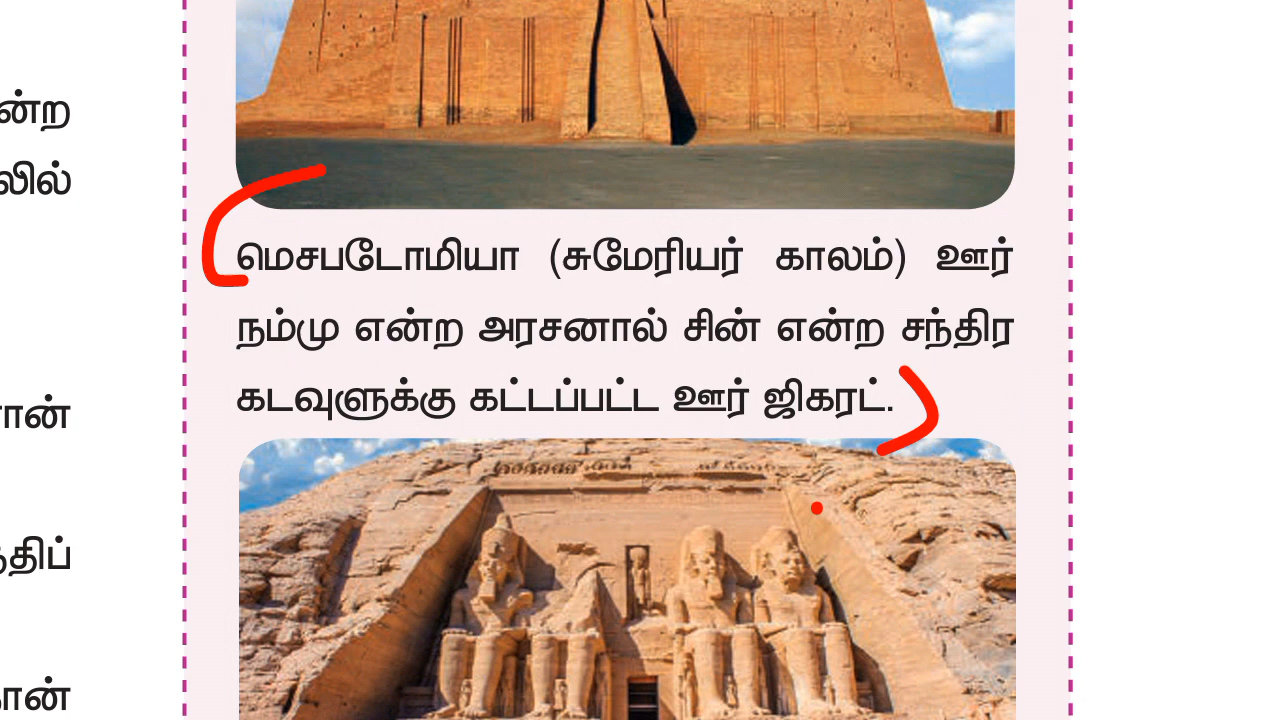 மெசபடோமியா (சுமேரியர் காலம்) ஊர்
நம்மு என்ற அரசனால் சின் என்ற சந்திர
கடவுளுக்கு கட்டப்பட்ட ஊர் ஜிகரட்.